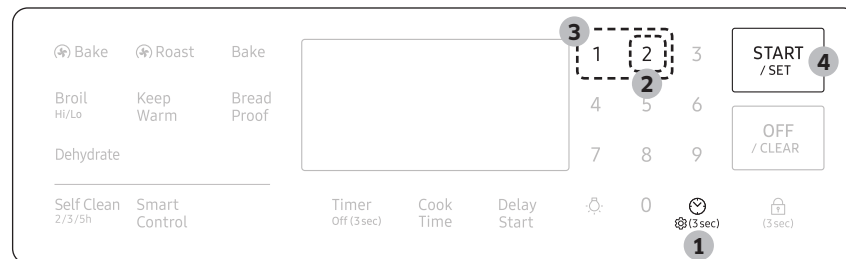 Bake Roast Bake
Broil Keep Bread
Hi/Lo Warm Proof
Dehydrate
Self Clean Smart
2/3/5h Control
Timer Cook Delay
Off (3 sec) Time Start
3
1 2 3
2
4 5 6
7 8 9
0
(3 sec)
1
START
/ SET
4
OFF
/ CLEAR
(3 sec)